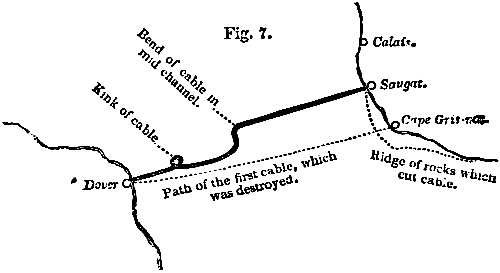 Fig. 7.
Bend of cable in
mid channel.
Kink of cable
Calais.
Sangat.
Cape Gris-nez
Dover
Path of the first cable, which
was destroyed.
Ridge of rocks which
cut cable.